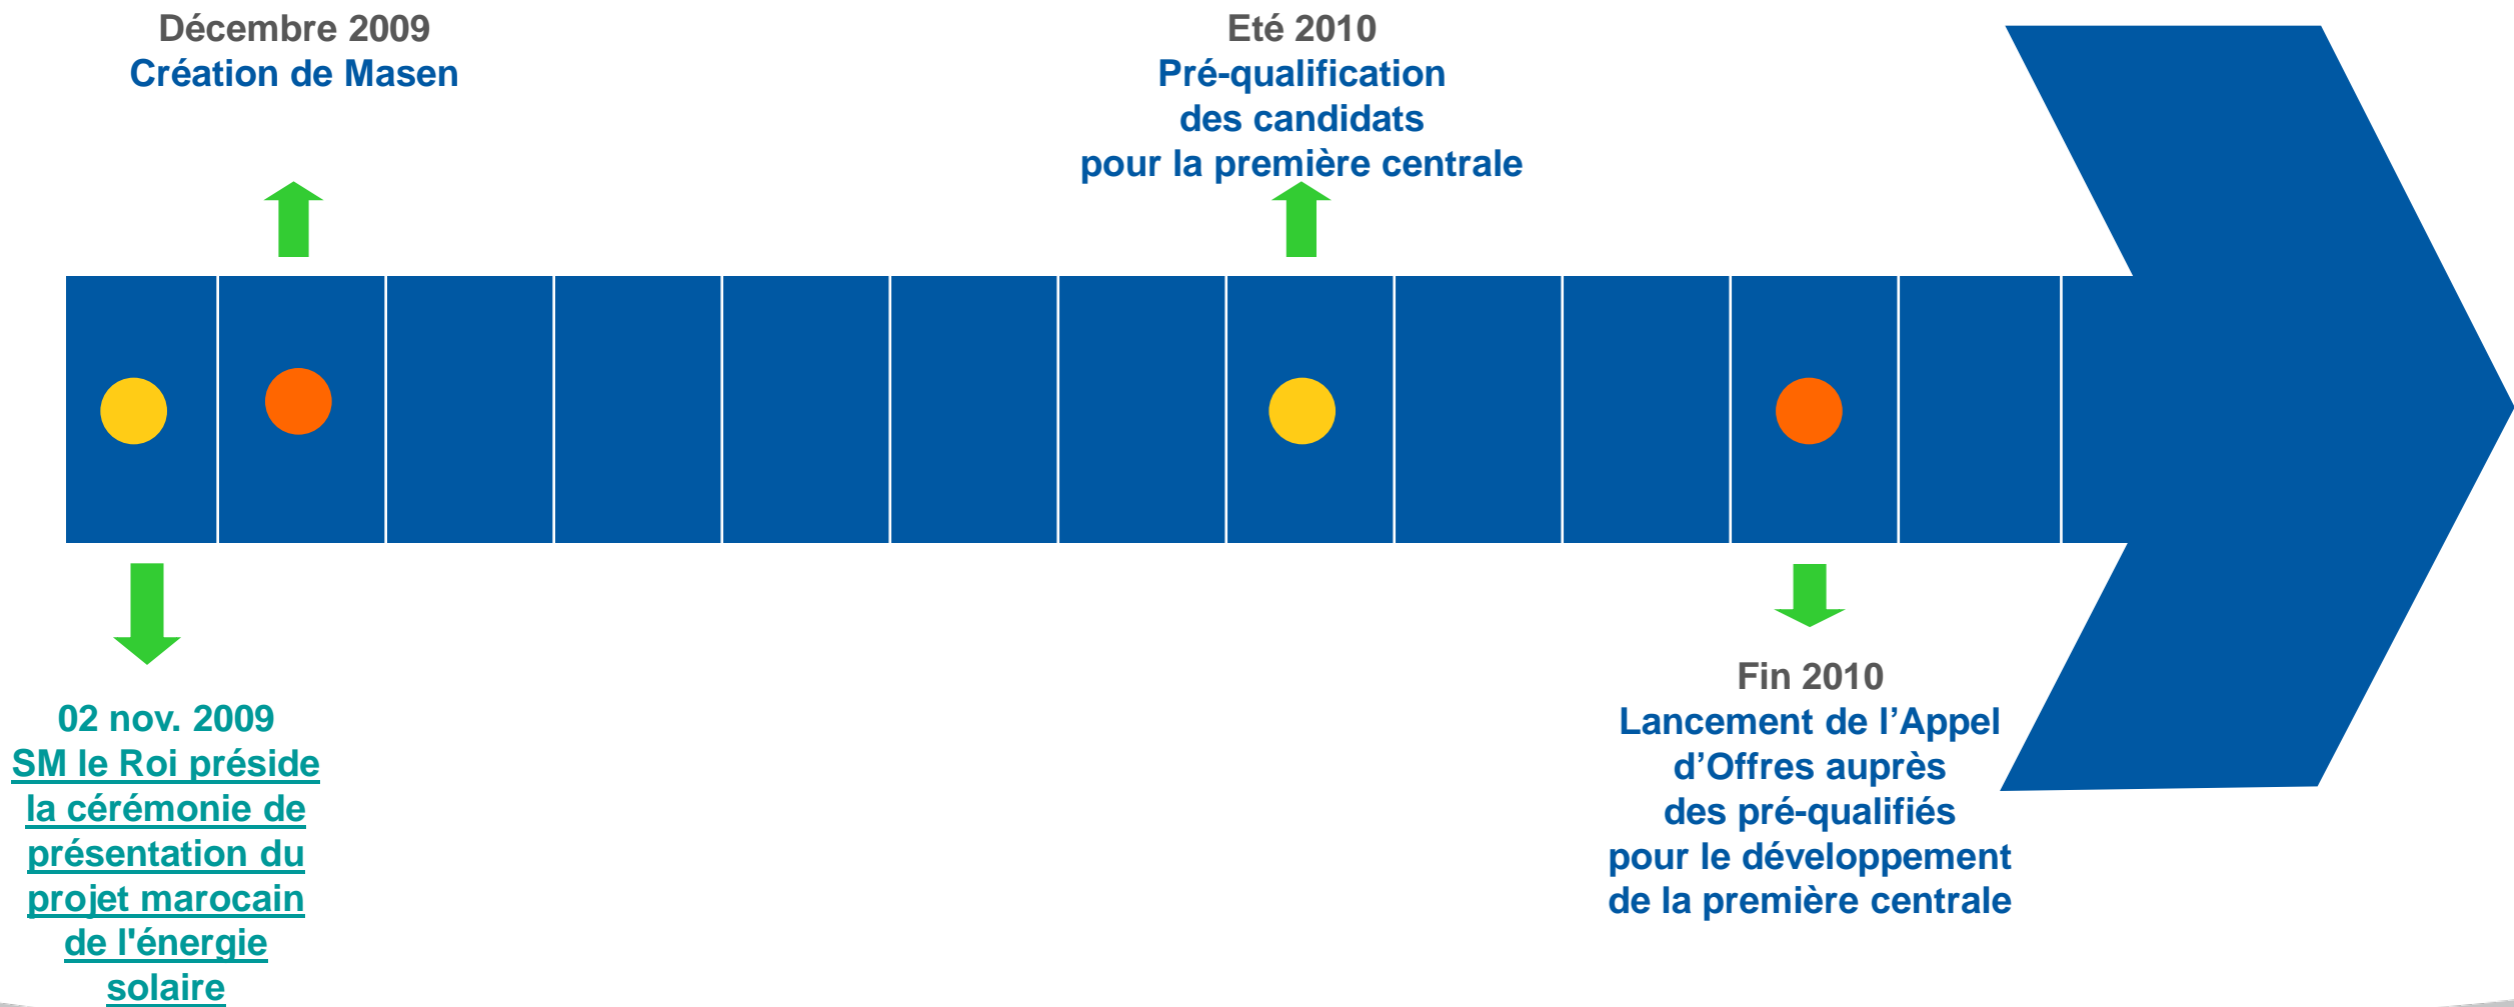 Décembre 2009
Création de Masen
Eté 2010
Pré-qualification
des candidats
pour la première centrale
02 nov. 2009
SM le Roi préside
la cérémonie de
présentation du
projet marocain
de l'énergie
solaire
Fin 2010
Lancement de l’Appel
d’Offres auprès
des pré-qualifiés
pour le développement
de la première centrale